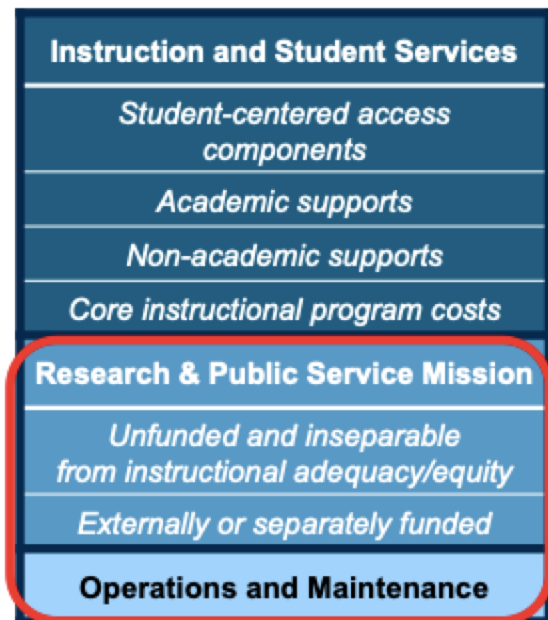 Instruction and Student Services
Student-centered access
components
Academic supports
Non-academic supports
Core instructional program costs
Research & Public Service Mission
Unfunded and inseparable
from instructional adequacy/equity
Externally or separately funded
Operations and Maintenance